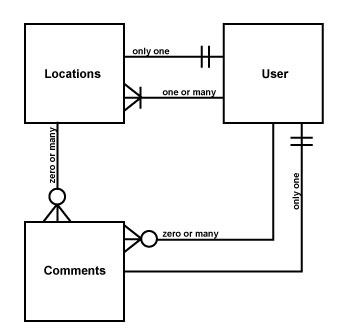 only one
Locations
User
one or many
zero or many
only one
zero or many
Comments